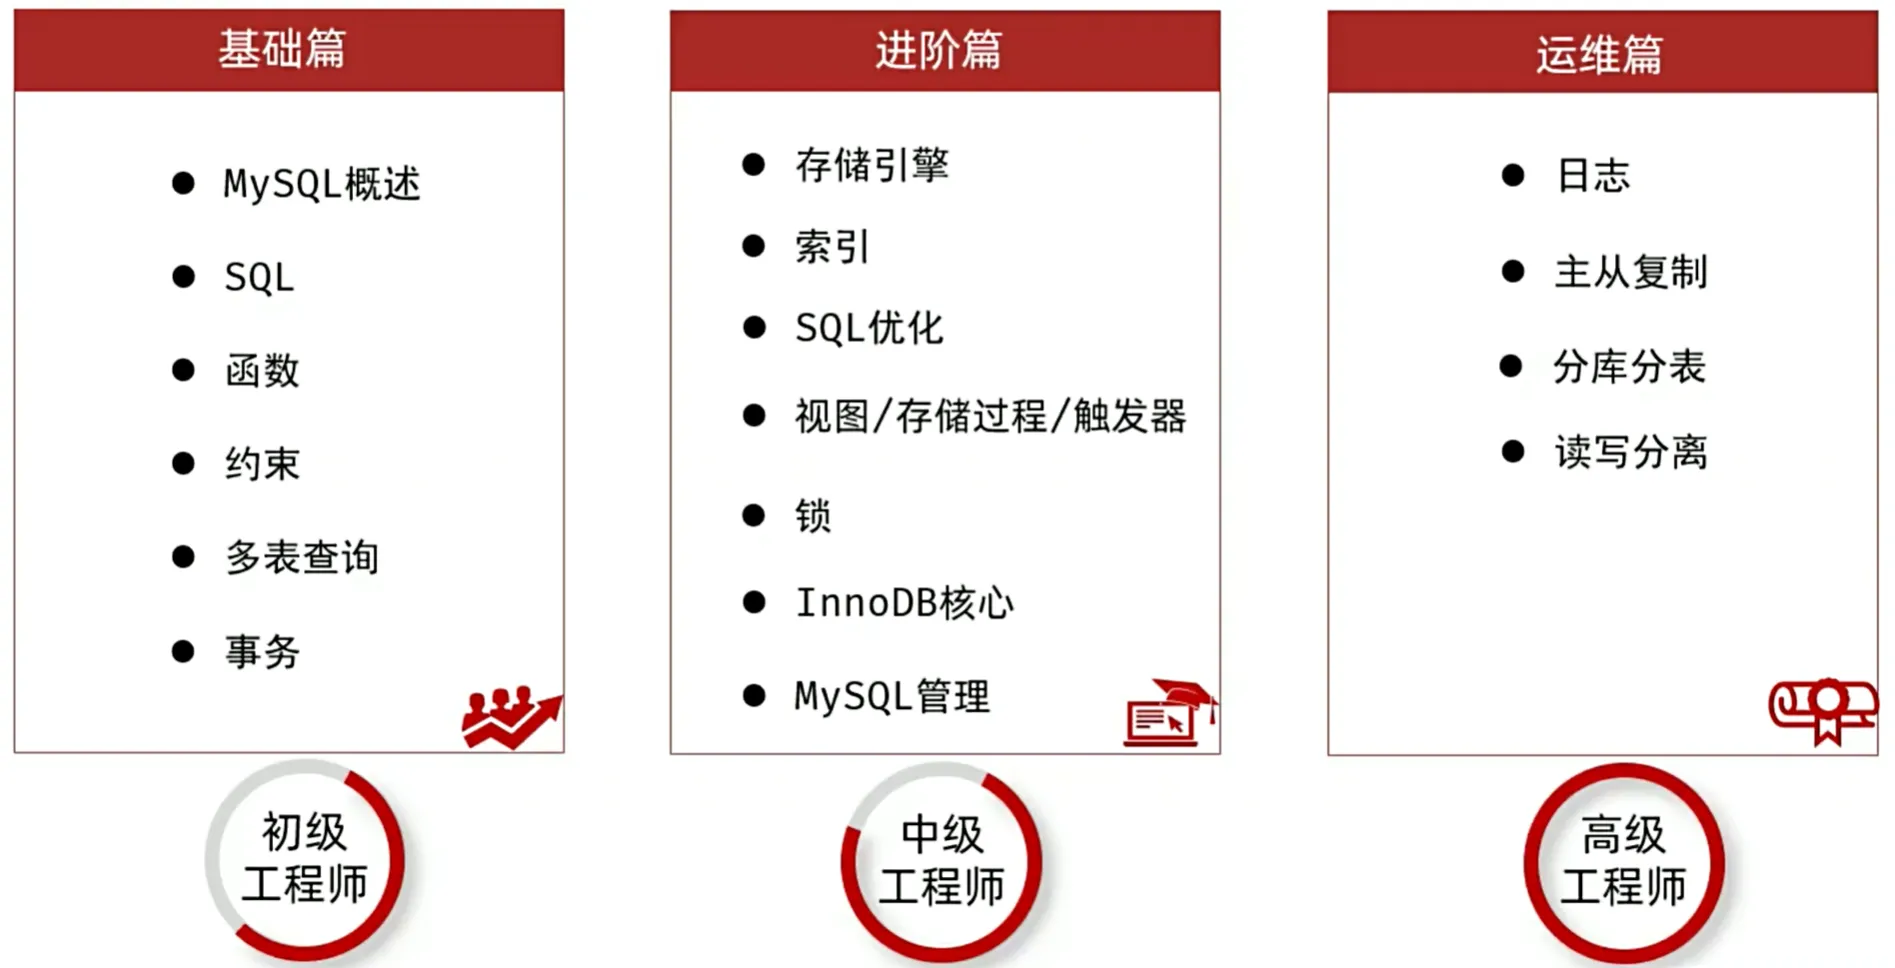 基础篇
● MySQL概述
● SQL
● 函数
● 约束
● 多表查询
● 事务
初级
工程师
进阶篇
● 存储引擎
● 索引
● SQL优化
● 视图/存储过程/触发器
● 锁
● InnoDB核心
● MySQL管理
中级
工程师
运维篇
● 日志
● 主从复制
● 分库分表
● 读写分离
高级
工程师